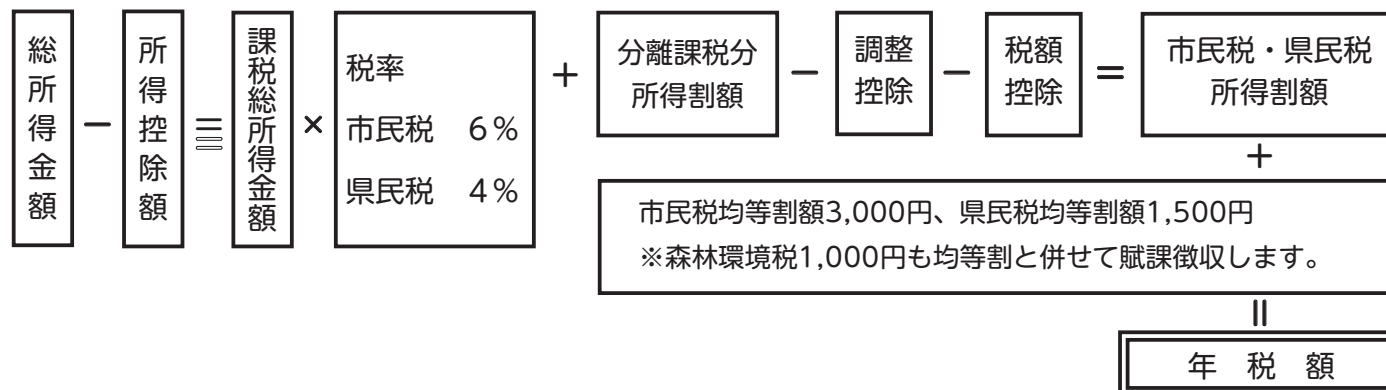 総所得金額
−
所得控除額
＝
課税総所得金額
×
税率
市民税　6％
県民税　4％
＋
分離課税分
所得割額
−
調整
控除
−
税額
控除
＝
市民税・県民税
所得割額
＋
市民税均等割額3,000円、県民税均等割額1,500円
※森林環境税1,000円も均等割と併せて賦課徴収します。
＝
年　税　額